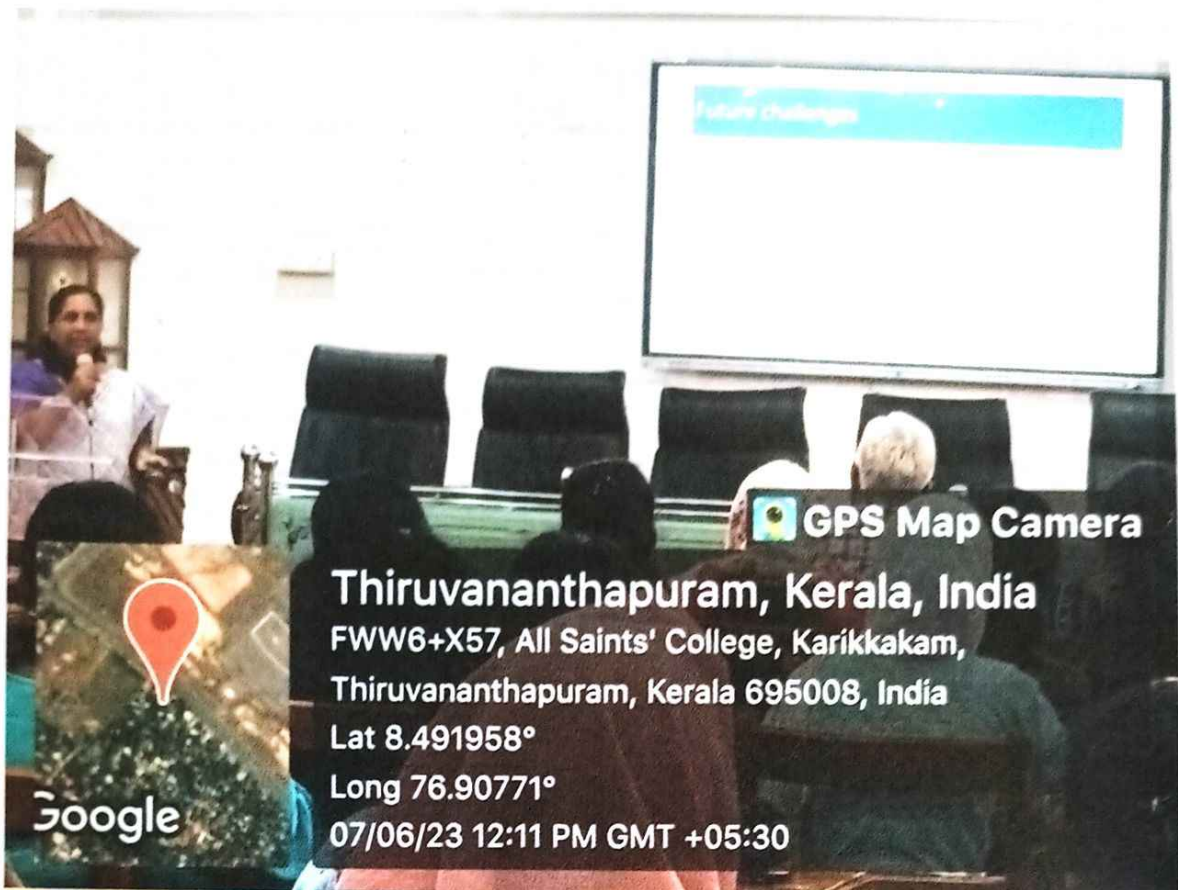 Future challenges
GPS Map Camera
Thiruvananthapuram, Kerala, India
FWW6+X57, All Saints' College, Karikkakam,
Thiruvananthapuram, Kerala 695008, India
Lat 8.491958°
Long 76.90771°
07/06/23 12:11 PM GMT +05:30
Google